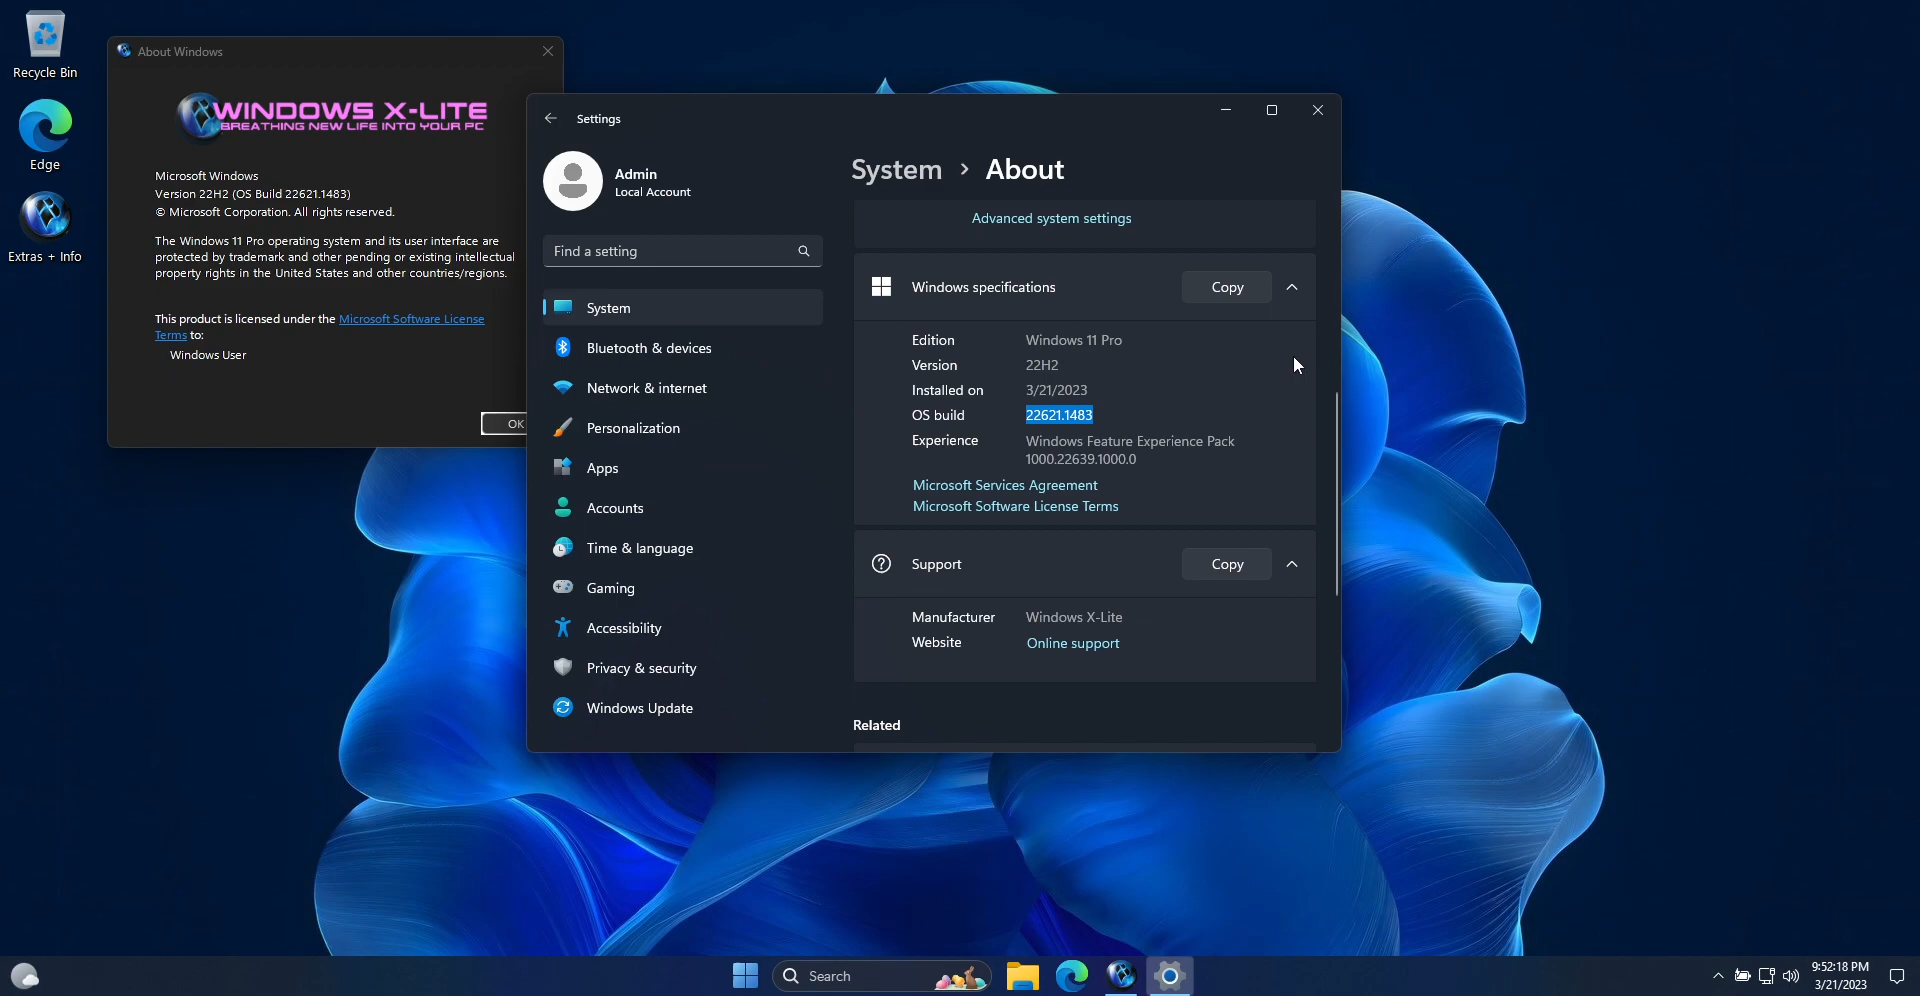 Recycle Bin
Edge
Extras + Info
About Windows
WINDOWS X-LITE
BREATHING NEW LIFE INTO YOUR PC
Microsoft Windows
Version 22H2 (OS Build 22621.1483)
© Microsoft Corporation. All rights reserved.
The Windows 11 Pro operating system and its user interface are
protected by trademark and other pending or existing intellectual
property rights in the United States and other countries/regions.
This product is licensed under the Microsoft Software License
Terms to:
Windows User
OK
Settings
Admin
Local Account
Find a setting
System
Bluetooth & devices
Network & internet
Personalization
Apps
Accounts
Time & language
Gaming
Accessibility
Privacy & security
Windows Update
System > About
Advanced system settings
Windows specifications Copy
Edition Windows 11 Pro
Version 22H2
Installed on 3/21/2023
OS build 22621.1483
Experience Windows Feature Experience Pack
1000.22639.1000.0
Microsoft Services Agreement
Microsoft Software License Terms
Support Copy
Manufacturer Windows X-Lite
Website Online support
Related
Search
9:52:18 PM
3/21/2023